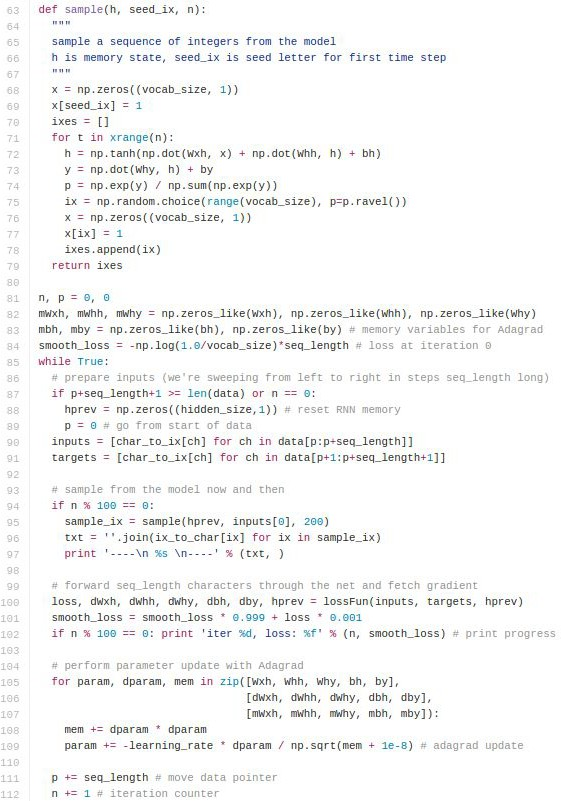 63 def sample(h, seed_ix, n):
64   """
65   sample a sequence of integers from the model
66   h is memory state, seed_ix is seed letter for first time step
67   """
68   x = np.zeros((vocab_size, 1))
69   x[seed_ix] = 1
70   ixes = []
71   for t in xrange(n):
72     h = np.tanh(np.dot(Wxh, x) + np.dot(Whh, h) + bh)
73     y = np.dot(Why, h) + by
74     p = np.exp(y) / np.sum(np.exp(y))
75     ix = np.random.choice(range(vocab_size), p=p.ravel())
76     x = np.zeros((vocab_size, 1))
77     x[ix] = 1
78     ixes.append(ix)
79   return ixes
80
81 n, p = 0, 0
82 mWxh, mWhh, mWhy = np.zeros_like(Wxh), np.zeros_like(Whh), np.zeros_like(Why)
83 mbh, mby = np.zeros_like(bh), np.zeros_like(by) # memory variables for Adagrad
84 smooth_loss = -np.log(1.0/vocab_size)*seq_length # loss at iteration 0
85 while True:
86   # prepare inputs (we're sweeping from left to right in steps seq_length long)
87   if p+seq_length+1 >= len(data) or n == 0:
88     hprev = np.zeros((hidden_size,1)) # reset RNN memory
89     p = 0 # go from start of data
90   inputs = [char_to_ix[ch] for ch in data[p:p+seq_length]]
91   targets = [char_to_ix[ch] for ch in data[p+1:p+seq_length+1]]
92
93   # sample from the model now and then
94   if n % 100 == 0:
95     sample_ix = sample(hprev, inputs[0], 200)
96     txt = ''.join(ix_to_char[ix] for ix in sample_ix)
97     print '----\n %s \n----' % (txt, )
98
99   # forward seq_length characters through the net and fetch gradient
100   loss, dWxh, dWhh, dWhy, dbh, dby, hprev = lossFun(inputs, targets, hprev)
101   smooth_loss = smooth_loss * 0.999 + loss * 0.001
102   if n % 100 == 0: print 'iter %d, loss: %f' % (n, smooth_loss) # print progress
103
104   # perform parameter update with Adagrad
105   for param, dparam, mem in zip([Wxh, Whh, Why, bh, by],
106                                 [dWxh, dWhh, dWhy, dbh, dby],
107                                 [mWxh, mWhh, mWhy, mbh, mby]):
108     mem += dparam * dparam
109     param += -learning_rate * dparam / np.sqrt(mem + 1e-8) # adagrad update
110
111   p += seq_length # move data pointer
112   n += 1 # iteration counter